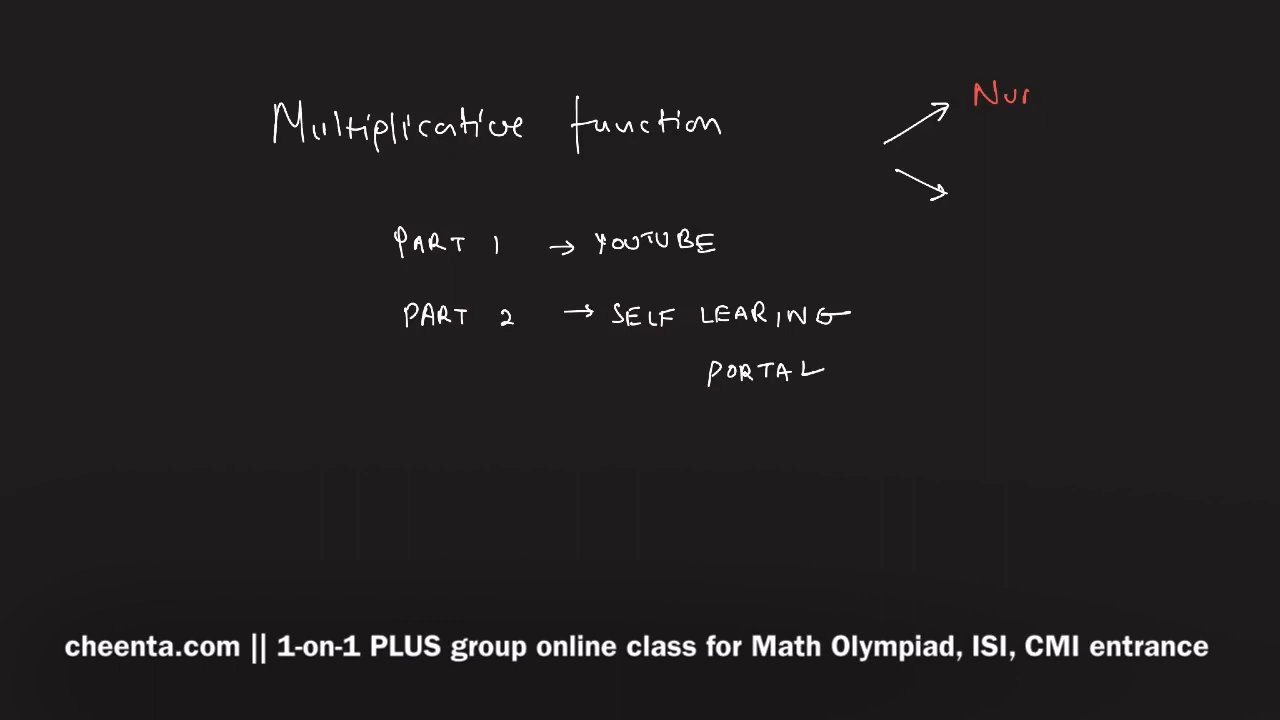 Multiplicative function
Nur
PART 1 → YOUTUBE
PART 2 → SELF LEARING
PORTAL
cheenta.com || 1-on-1 PLUS group online class for Math Olympiad, ISI, CMI entrance